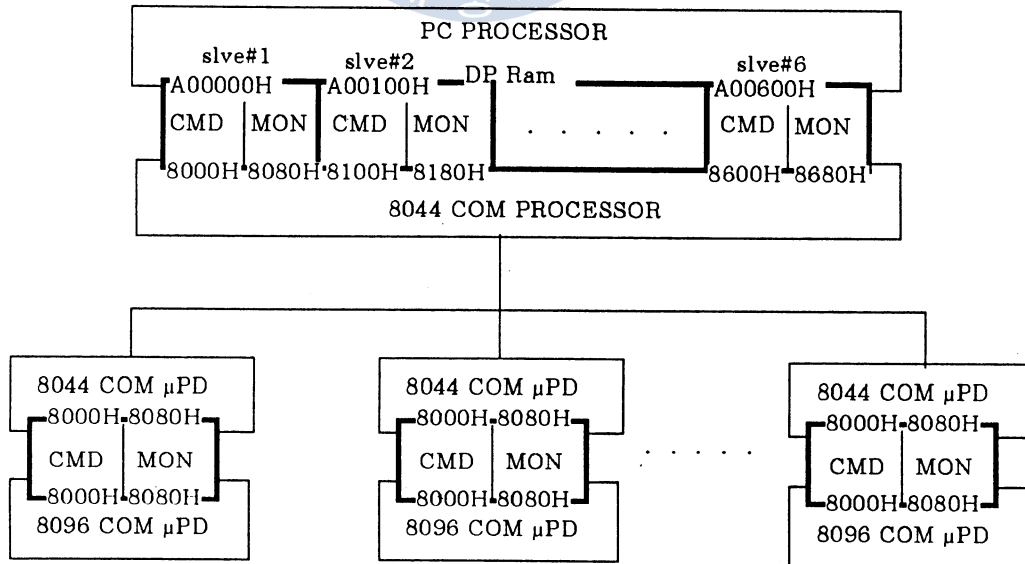 PC PROCESSOR
slve#1 slve#2 slve#6
A00000H A00100H DP Ram A00600H
CMD MON CMD MON . . . . . CMD MON
8000H 8080H 8100H 8180H 8600H 8680H
8044 COM PROCESSOR
8044 COM µPD 8044 COM µPD 8044 COM µPD
8000H 8080H 8000H 8080H 8000H 8080H
CMD MON CMD MON . . . . . CMD MON
8000H 8080H 8000H 8080H 8000H 8080H
8096 COM µPD 8096 COM µPD 8096 COM µPD